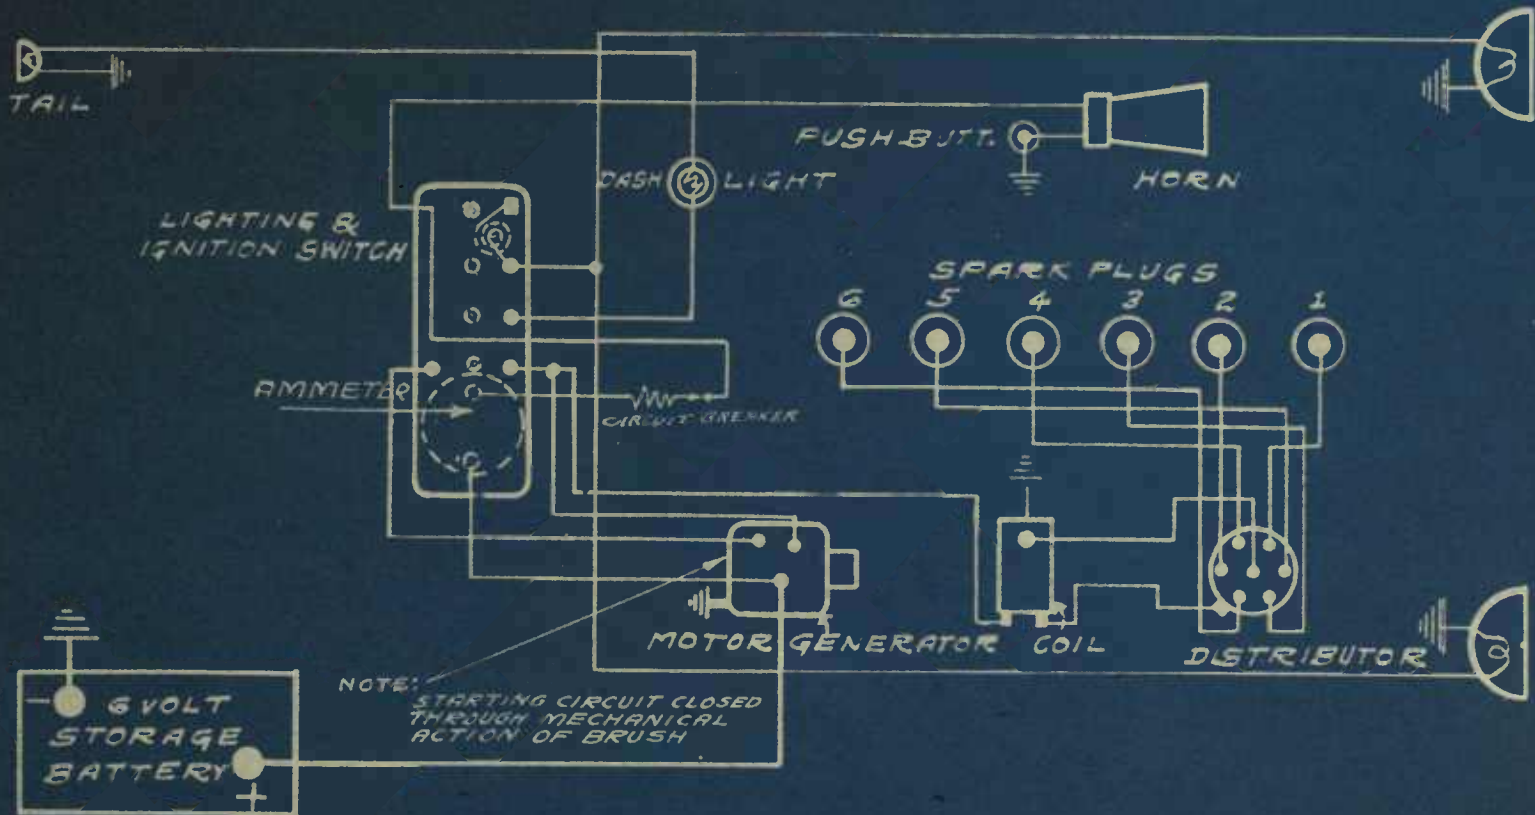 TAIL
PUSH BUTT.
HORN
DASH LIGHT
LIGHTING &
IGNITION SWITCH
SPARK PLUGS
6 5 4 3 2 1
AMMETER
CIRCUIT BREAKER
MOTOR GENERATOR
COIL
DISTRIBUTOR
NOTE:
STARTING CIRCUIT CLOSED
THROUGH MECHANICAL
ACTION OF BRUSH
- 6 VOLT
STORAGE
BATTERY
+